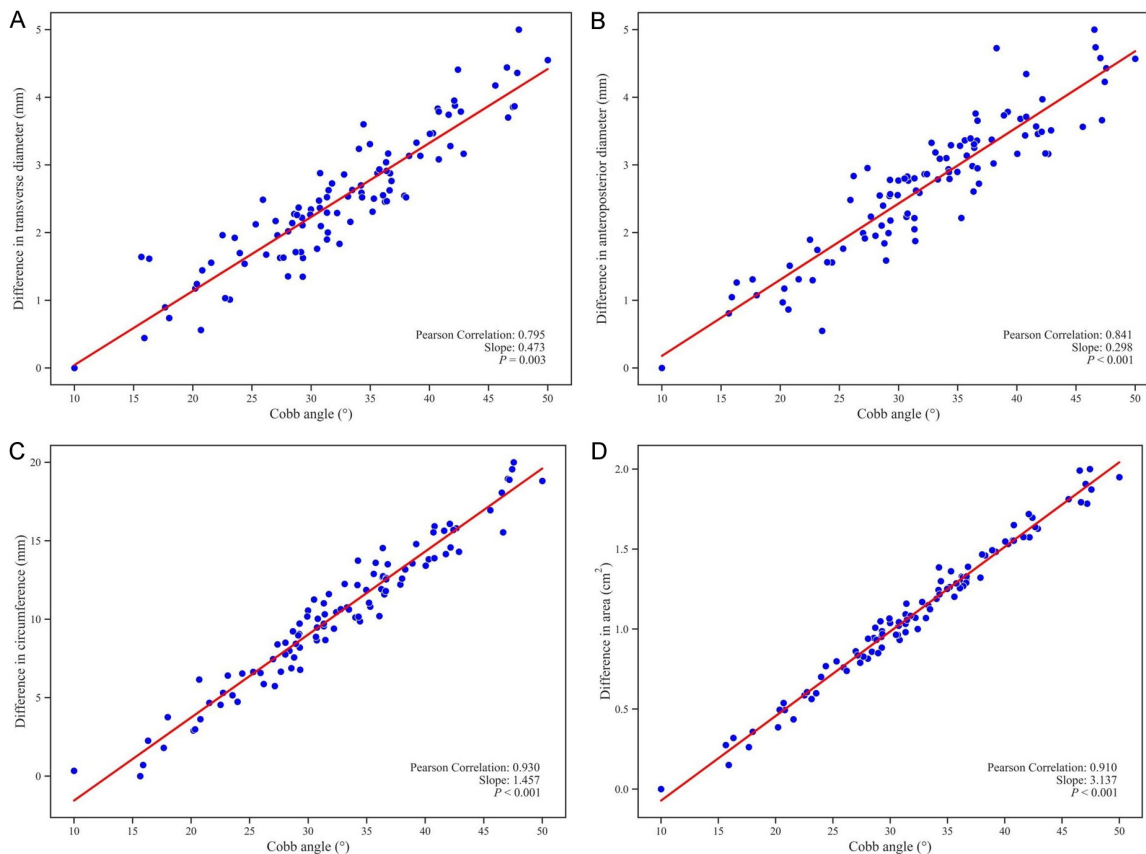 A
Difference in transverse diameter (mm)
5
4
3
2
1
0
Pearson Correlation: 0.795
Slope: 0.473
P = 0.003
10 15 20 25 30 35 40 45 50
Cobb angle (°)
B
Difference in anteroposterior diameter (mm)
5
4
3
2
1
0
Pearson Correlation: 0.841
Slope: 0.298
P < 0.001
10 15 20 25 30 35 40 45 50
Cobb angle (°)
C
Difference in circumference (mm)
20
15
10
5
0
Pearson Correlation: 0.930
Slope: 1.457
P < 0.001
10 15 20 25 30 35 40 45 50
Cobb angle (°)
D
Difference in area (cm²)
2.0
1.5
1.0
0.5
0.0
Pearson Correlation: 0.910
Slope: 3.137
P < 0.001
10 15 20 25 30 35 40 45 50
Cobb angle (°)